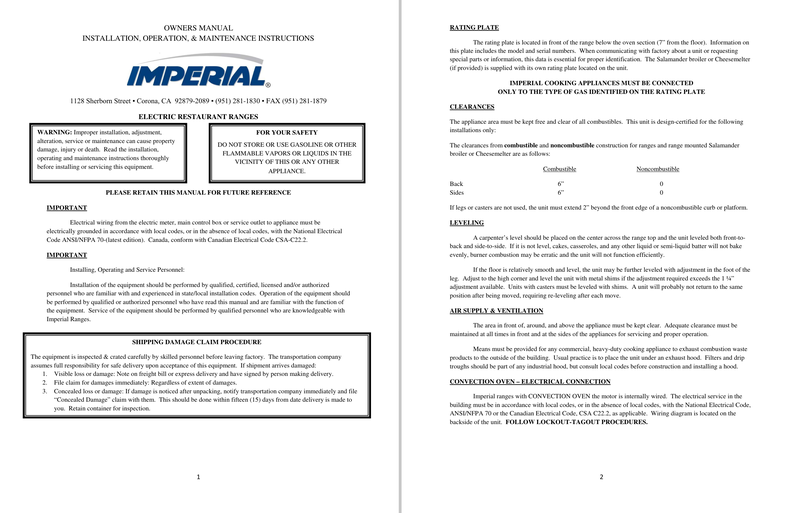 OWNERS MANUAL
INSTALLATION, OPERATION, & MAINTENANCE INSTRUCTIONS
IMPERIAL®
1128 Sherborn Street • Corona, CA 92879-2089 • (951) 281-1830 • FAX (951) 281-1879
ELECTRIC RESTAURANT RANGES
WARNING: Improper installation, adjustment,
alteration, service or maintenance can cause property
damage, injury or death. Read the installation,
operating and maintenance instructions thoroughly
before installing or servicing this equipment.
FOR YOUR SAFETY
DO NOT STORE OR USE GASOLINE OR OTHER
FLAMMABLE VAPORS OR LIQUIDS IN THE
VICINITY OF THIS OR ANY OTHER
APPLIANCE.
PLEASE RETAIN THIS MANUAL FOR FUTURE REFERENCE
IMPORTANT
Electrical wiring from the electric meter, main control box or service outlet to appliance must be
electrically grounded in accordance with local codes, or in the absence of local codes, with the National Electrical
Code ANSI/NFPA 70-(latest edition). Canada, conform with Canadian Electrical Code CSA-C22.2.
IMPORTANT
Installing, Operating and Service Personnel:
Installation of the equipment should be performed by qualified, certified, licensed and/or authorized
personnel who are familiar with and experienced in state/local installation codes. Operation of the equipment should
be performed by qualified or authorized personnel who have read this manual and are familiar with the function of
the equipment. Service of the equipment should be performed by qualified personnel who are knowledgeable with
Imperial Ranges.
SHIPPING DAMAGE CLAIM PROCEDURE
The equipment is inspected & crated carefully by skilled personnel before leaving factory. The transportation company
assumes full responsibility for safe delivery upon acceptance of this equipment. If shipment arrives damaged:
1. Visible loss or damage: Note on freight bill or express delivery and have signed by person making delivery.
2. File claim for damages immediately: Regardless of extent of damages.
3. Concealed loss or damage: If damage is noticed after unpacking, notify transportation company immediately and file
"Concealed Damage" claim with them. This should be done within fifteen (15) days from date delivery is made to
you. Retain container for inspection.
1
RATING PLATE
The rating plate is located in front of the range below the oven section (7" from the floor). Information on
this plate includes the model and serial numbers. When communicating with factory about a unit or requesting
special parts or information, this data is essential for proper identification. The Salamander broiler or Cheesemelter
(if provided) is supplied with its own rating plate located on the unit.
IMPERIAL COOKING APPLIANCES MUST BE CONNECTED
ONLY TO THE TYPE OF GAS IDENTIFIED ON THE RATING PLATE
CLEARANCES
The appliance area must be kept free and clear of all combustibles. This unit is design-certified for the following
installations only:
The clearances from combustible and noncombustible construction for ranges and range mounted Salamander
broiler or Cheesemelter are as follows:
Combustible Noncombustible
Back 6" 0
Sides 6" 0
If legs or casters are not used, the unit must extend 2" beyond the front edge of a noncombustible curb or platform.
LEVELING
A carpenter's level should be placed on the center across the range top and the unit leveled both front-to-
back and side-to-side. If it is not level, cakes, casseroles, and any other liquid or semi-liquid batter will not bake
evenly, burner combustion may be erratic and the unit will not function efficiently.
If the floor is relatively smooth and level, the unit may be further leveled with adjustment in the foot of the
leg. Adjust to the high corner and level the unit with metal shims if the adjustment required exceeds the 1 ¾"
adjustment available. Units with casters must be leveled with shims. A unit will probably not return to the same
position after being moved, requiring re-leveling after each move.
AIR SUPPLY & VENTILATION
The area in front of, around, and above the appliance must be kept clear. Adequate clearance must be
maintained at all times in front and at the sides of the appliances for servicing and proper operation.
Means must be provided for any commercial, heavy-duty cooking appliance to exhaust combustion waste
products to the outside of the building. Usual practice is to place the unit under an exhaust hood. Filters and drip
troughs should be part of any industrial hood, but consult local codes before construction and installing a hood.
CONVECTION OVEN – ELECTRICAL CONNECTION
Imperial ranges with CONVECTION OVEN the motor is internally wired. The electrical service in the
building must be in accordance with local codes, or in the absence of local codes, with the National Electrical Code,
ANSI/NFPA 70 or the Canadian Electrical Code, CSA C22.2, as applicable. Wiring diagram is located on the
backside of the unit. FOLLOW LOCKOUT-TAGOUT PROCEDURES.
2